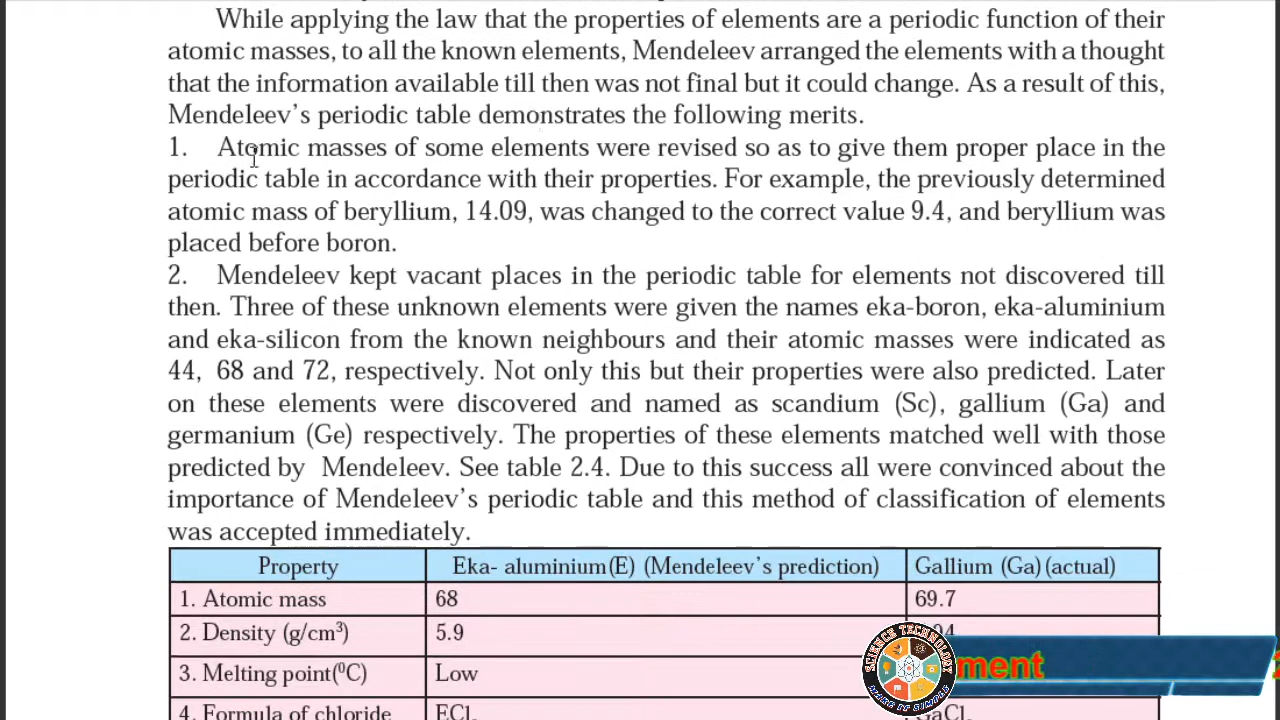 While applying the law that the properties of elements are a periodic function of their
atomic masses, to all the known elements, Mendeleev arranged the elements with a thought
that the information available till then was not final but it could change. As a result of this,
Mendeleev's periodic table demonstrates the following merits.
1. Atomic masses of some elements were revised so as to give them proper place in the
periodic table in accordance with their properties. For example, the previously determined
atomic mass of beryllium, 14.09, was changed to the correct value 9.4, and beryllium was
placed before boron.
2. Mendeleev kept vacant places in the periodic table for elements not discovered till
then. Three of these unknown elements were given the names eka-boron, eka-aluminium
and eka-silicon from the known neighbours and their atomic masses were indicated as
44, 68 and 72, respectively. Not only this but their properties were also predicted. Later
on these elements were discovered and named as scandium (Sc), gallium (Ga) and
germanium (Ge) respectively. The properties of these elements matched well with those
predicted by Mendeleev. See table 2.4. Due to this success all were convinced about the
importance of Mendeleev's periodic table and this method of classification of elements
was accepted immediately.
Property Eka- aluminium(E) (Mendeleev's prediction) Gallium (Ga)(actual)
1. Atomic mass 68 69.7
2. Density (g/cm³) 5.9
3. Melting point(⁰C) Low
4. Formula of chloride
SCIENCE TECHNOLOGY
MADE IT SIMPLE